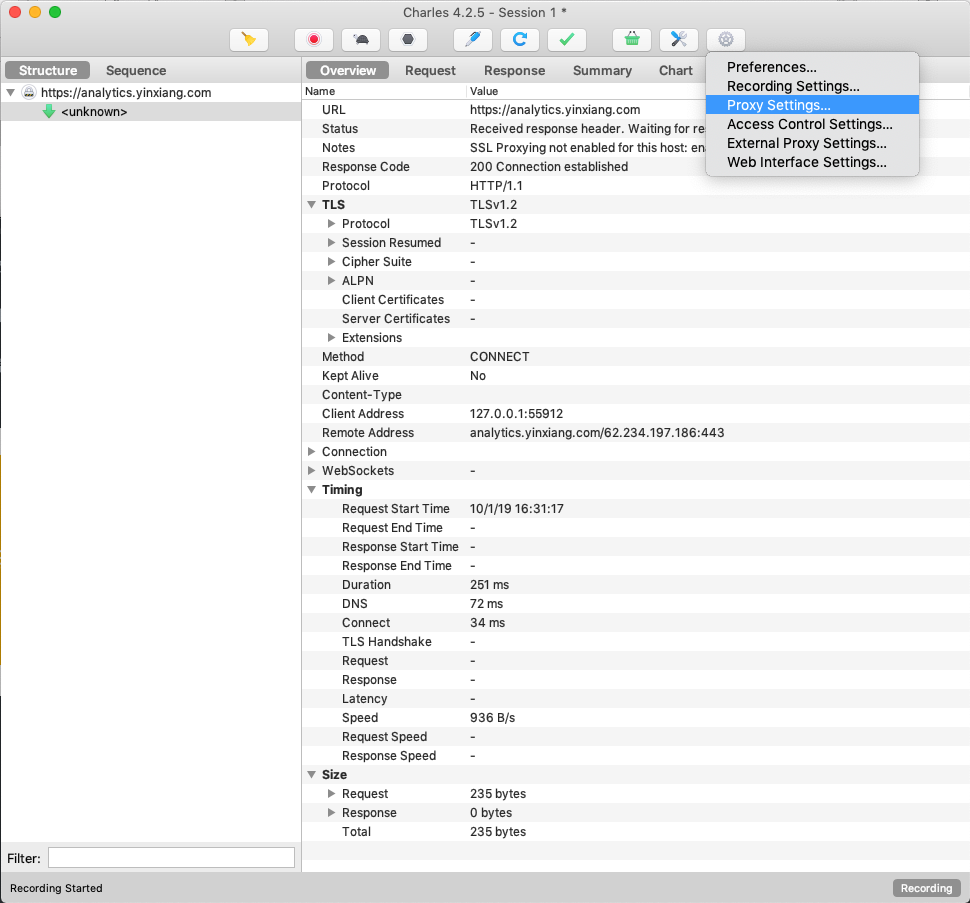 Charles 4.2.5 - Session 1 *
Structure Sequence
Overview Request Response Summary Chart
Preferences...
Recording Settings...
Proxy Settings...
Access Control Settings...
External Proxy Settings...
Web Interface Settings...
https://analytics.yinxiang.com
<unknown>
Name Value
URL https://analytics.yinxiang.com
Status Received response header. Waiting for re
Notes SSL Proxying not enabled for this host: en
Response Code 200 Connection established
Protocol HTTP/1.1
TLS TLSv1.2
Protocol TLSv1.2
Session Resumed -
Cipher Suite -
ALPN -
Client Certificates -
Server Certificates -
Extensions
Method CONNECT
Kept Alive No
Content-Type
Client Address 127.0.0.1:55912
Remote Address analytics.yinxiang.com/62.234.197.186:443
Connection
WebSockets -
Timing
Request Start Time 10/1/19 16:31:17
Request End Time -
Response Start Time -
Response End Time -
Duration 251 ms
DNS 72 ms
Connect 34 ms
TLS Handshake -
Request -
Response -
Latency -
Speed 936 B/s
Request Speed -
Response Speed -
Size
Request 235 bytes
Response 0 bytes
Total 235 bytes
Filter:
Recording Started
Recording